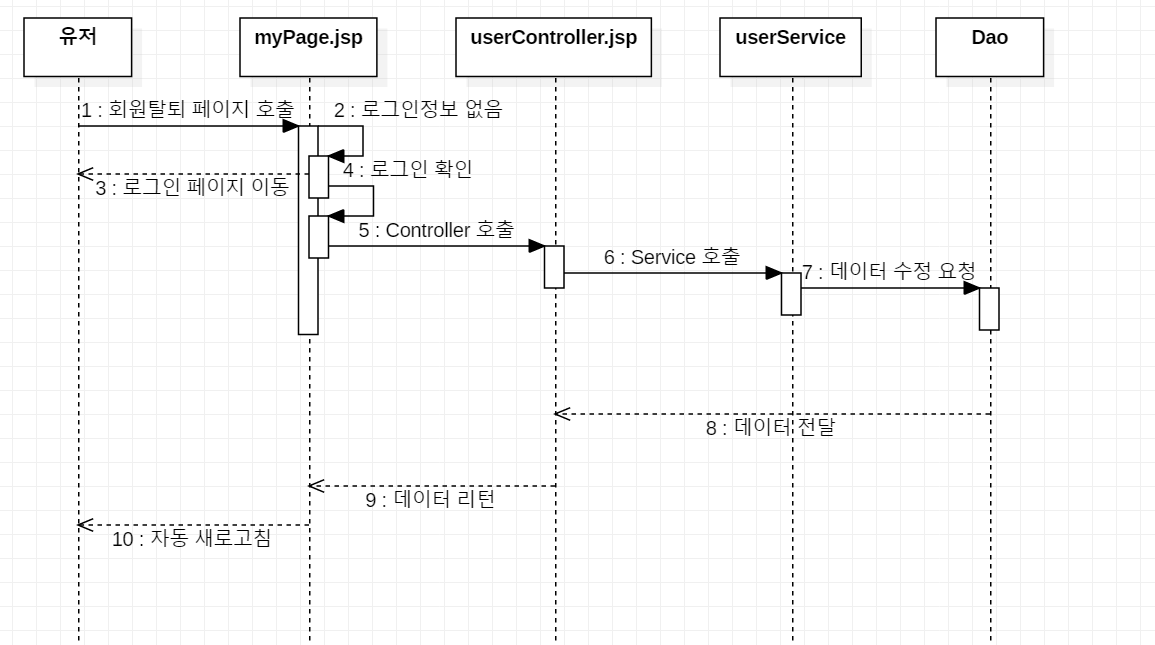 유저
myPage.jsp
userController.jsp
userService
Dao
1 : 회원탈퇴 페이지 호출
2 : 로그인정보 없음
3 : 로그인 페이지 이동
4 : 로그인 확인
5 : Controller 호출
6 : Service 호출
7 : 데이터 수정 요청
8 : 데이터 전달
9 : 데이터 리턴
10 : 자동 새로고침